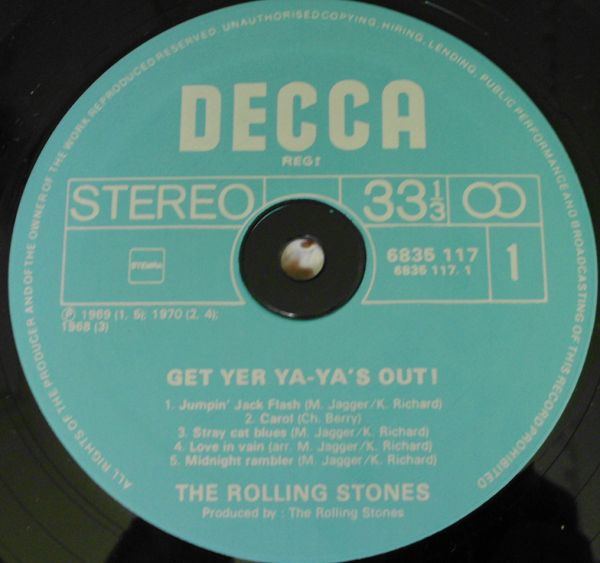 ALL RIGHTS OF THE PRODUCER AND OF THE OWNER OF THE WORK REPRODUCED RESERVED. UNAUTHORISED COPYING, HIRING, LENDING, PUBLIC PERFORMANCE AND BROADCASTING OF THIS RECORD PROHIBITED
DECCA
REG!
STEREO 33⅓
STEMRA
6835 117
6835 117. 1
1
℗ 1969 (1. 5); 1970 (2. 4);
1968 (3)
GET YER YA-YA'S OUT!
1. Jumpin' Jack Flash (M. Jagger/K. Richard)
2. Carol (Ch. Berry)
3. Stray cat blues (M. Jagger/K. Richard)
4. Love in vain (arr. M. Jagger/K. Richard)
5. Midnight rambler (M. Jagger/K. Richard)
THE ROLLING STONES
Produced by : The Rolling Stones